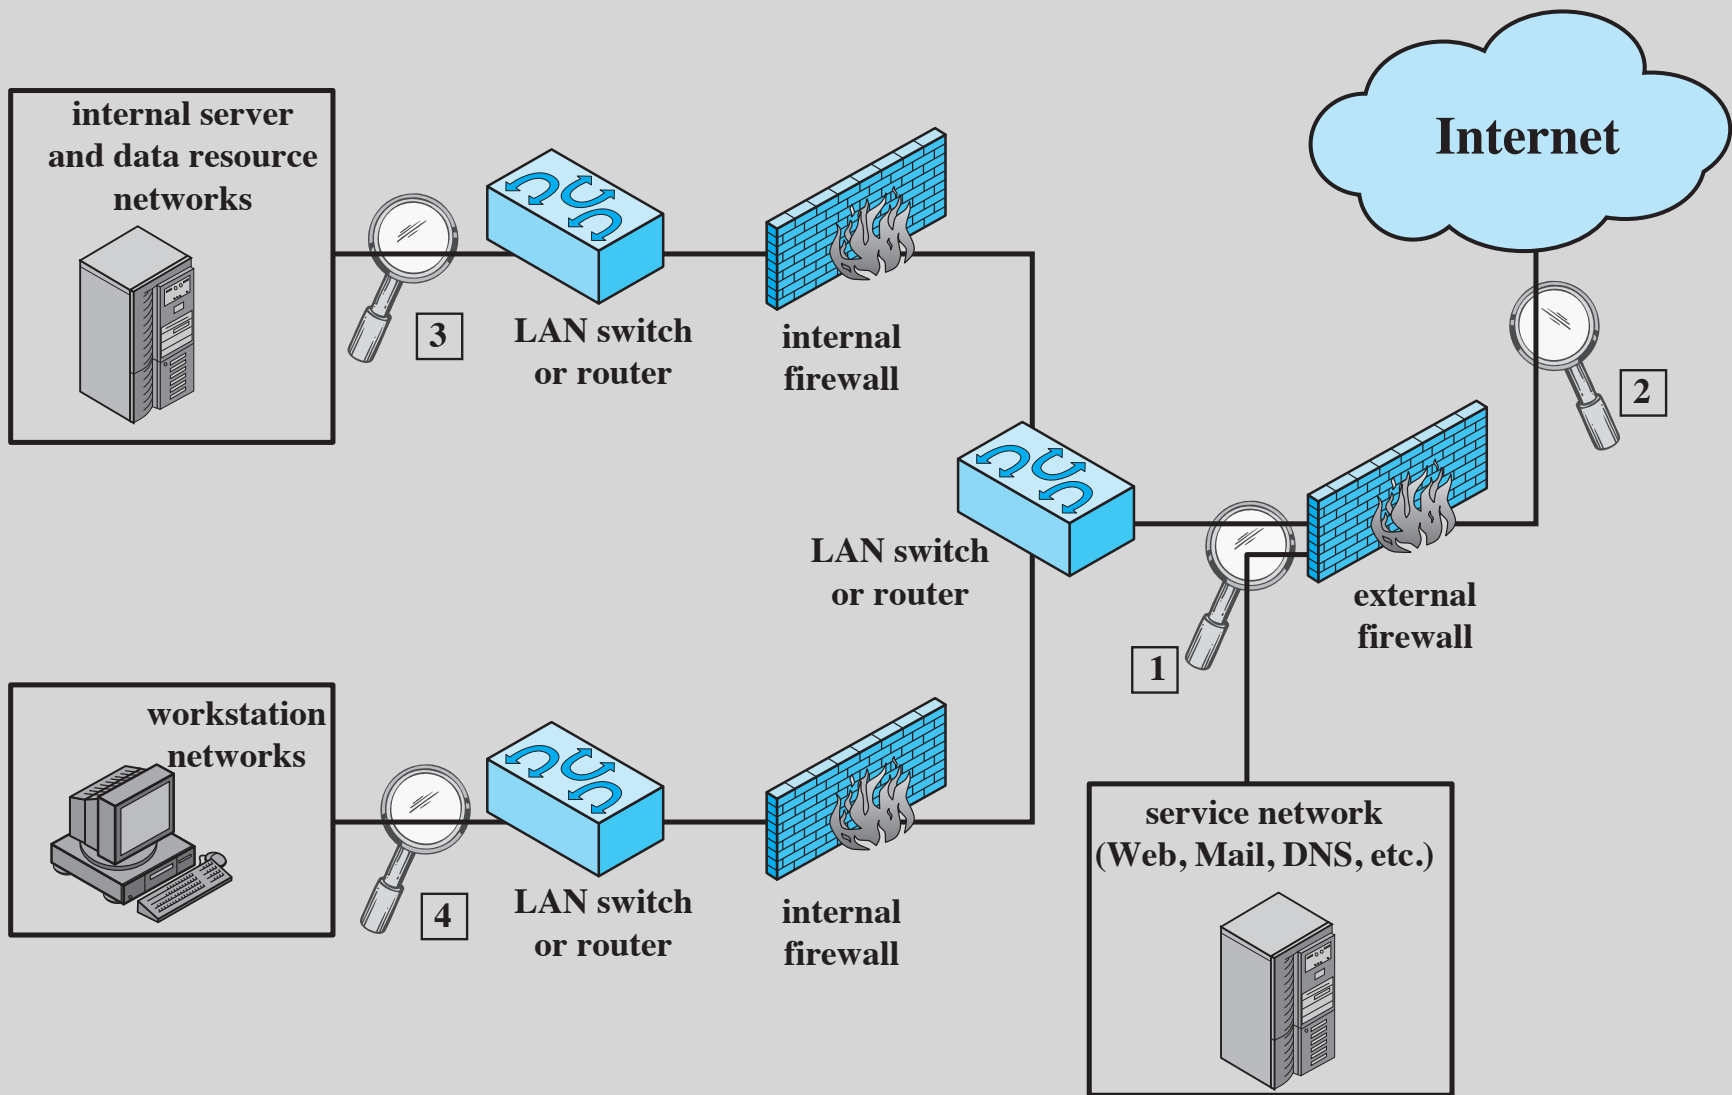 Internet
internal server
and data resource
networks
3
LAN switch
or router
internal
firewall
2
LAN switch
or router
external
firewall
1
workstation
networks
4
LAN switch
or router
internal
firewall
service network
(Web, Mail, DNS, etc.)